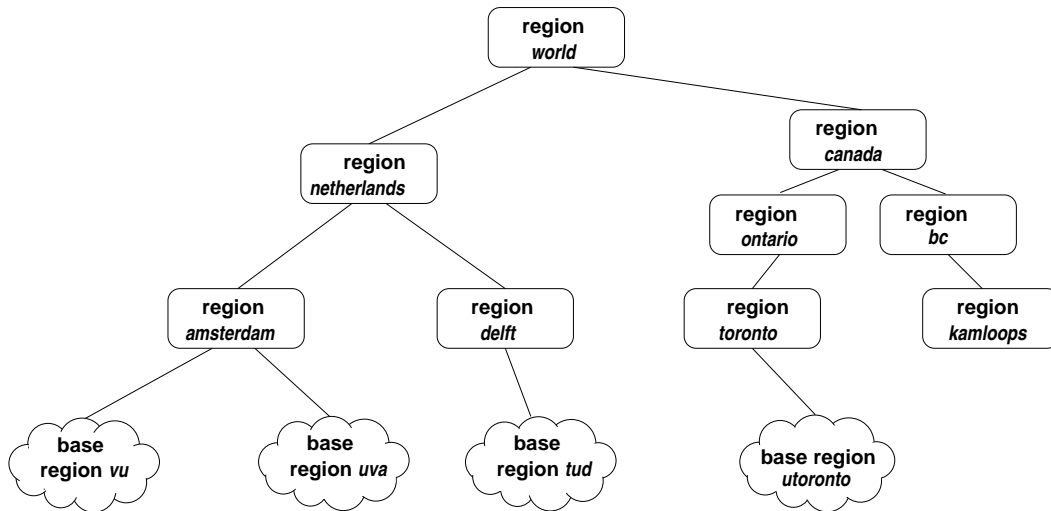 region
world
region
canada
region
netherlands
region
ontario
region
bc
region
amsterdam
region
delft
region
toronto
region
kamloops
base
region vu
base
region uva
base
region tud
base region
utoronto